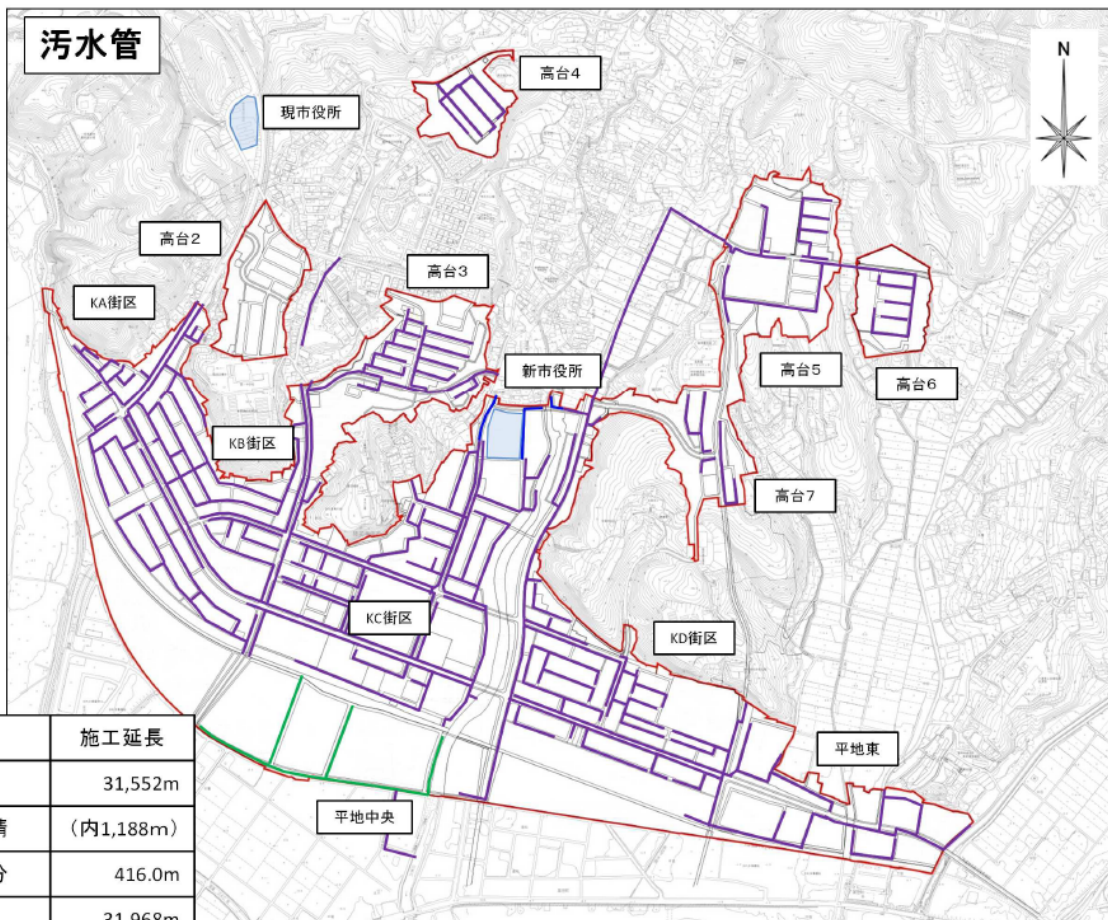 汚水管
N
高台4
現市役所
高台2
高台3
KA街区
新市役所
高台5
高台6
KB街区
高台7
KC街区
KD街区
平地東
平地中央
施工延長
31,552m
(内1,188m)
分 416.0m
31,968m